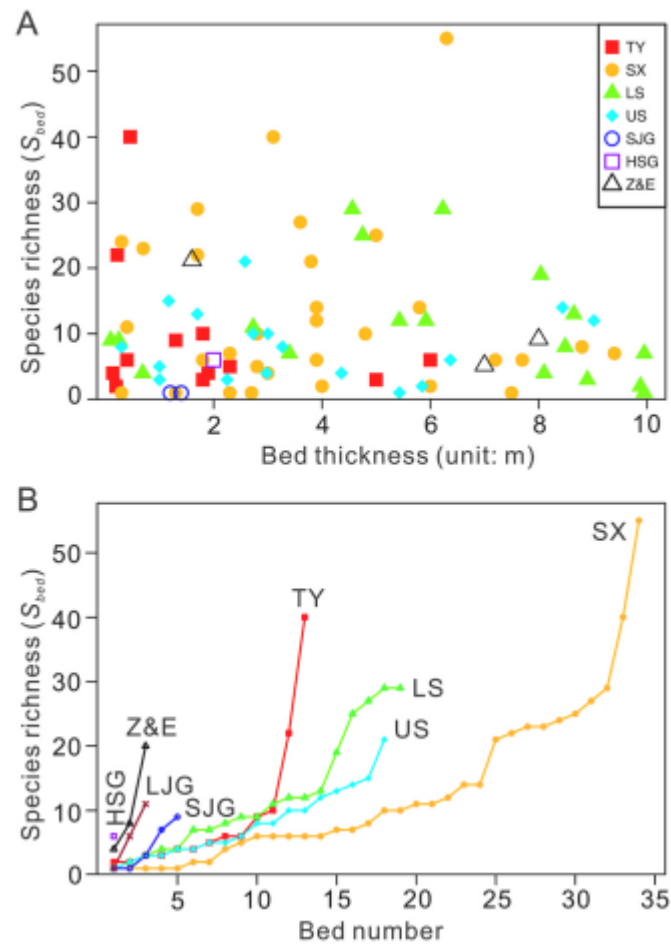 A
Species richness (S_bed)
50
40
30
20
10
0
2
4
6
8
10
Bed thickness (unit: m)
TY
SX
LS
US
SJG
HSG
Z&E
B
Species richness (S_bed)
50
40
30
20
10
0
5
10
15
20
25
30
35
Bed number
SX
TY
LS
US
Z&E
HSG
LJG
SJG